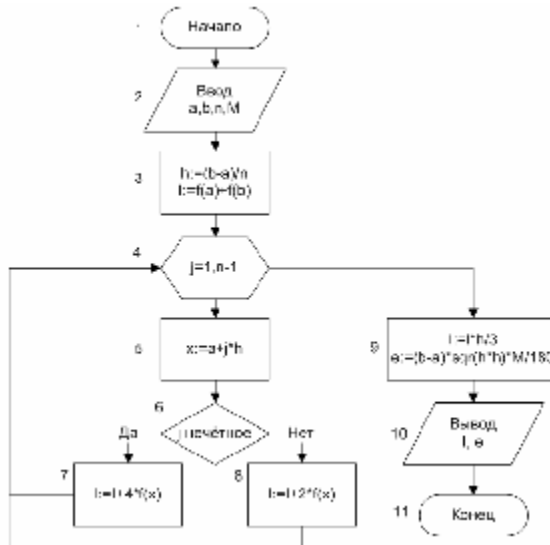 1
Начало
2
Ввод
a,b,n,M
3
h:=(b-a)/n
I:=f(a)+f(b)
4
j=1,n-1
5
x:=a+j*h
9
I:=I*h/3
e:=(b-a)*sqr(h*h)*M/180
6
j нечётное
Да
Нет
10
Вывод
I, e
7
I:=I+4*f(x)
8
I:=I+2*f(x)
11
Конец